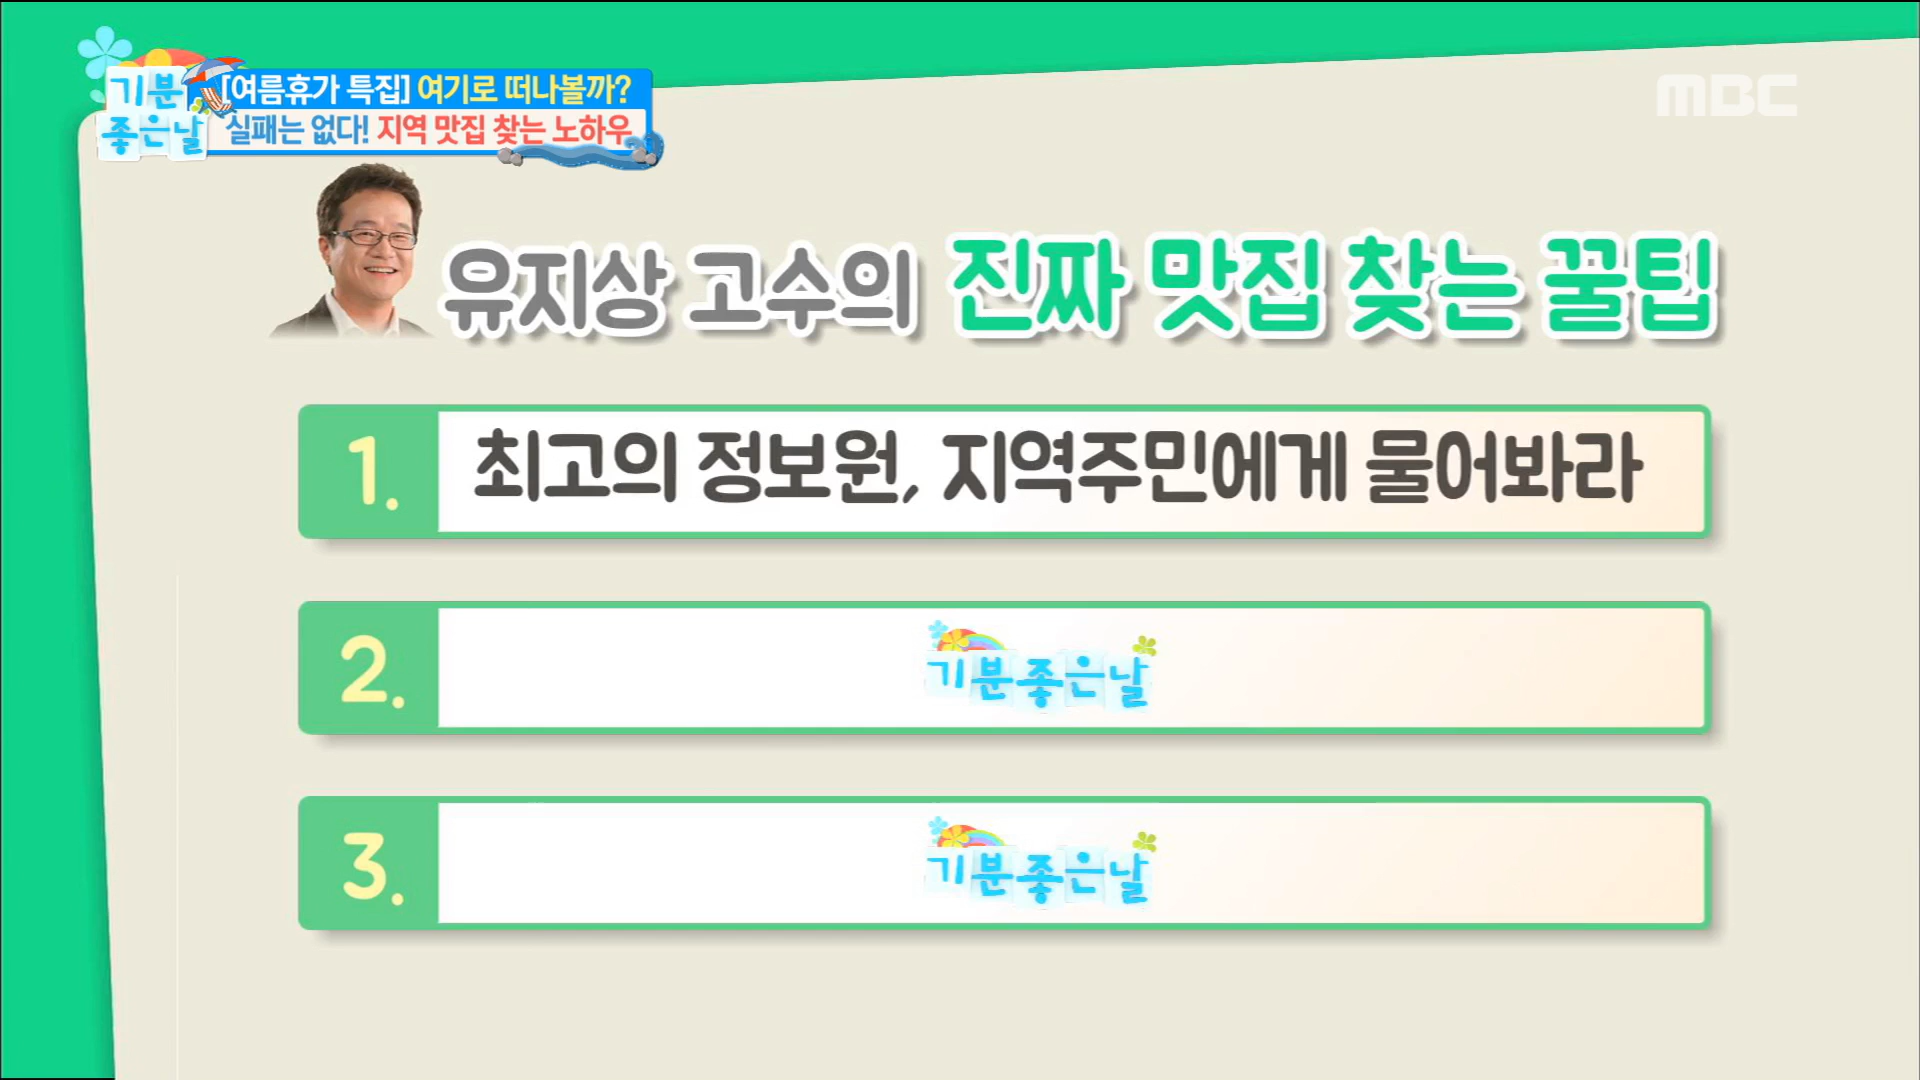 기분
좋은날
[여름휴가 특집] 여기로 떠나볼까?
실패는 없다! 지역 맛집 찾는 노하우
MBC
유지상 고수의 진짜 맛집 찾는 꿀팁
1. 최고의 정보원, 지역주민에게 물어봐라
2. 기분좋은날
3. 기분좋은날